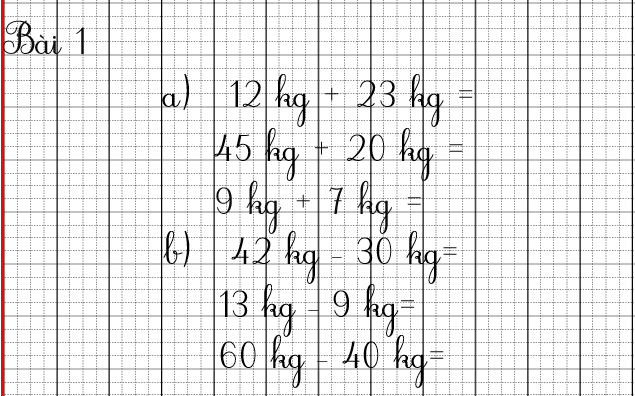 Bài 1
a) 12 kg + 23 kg =
45 kg + 20 kg =
9 kg + 7 kg =
b) 42 kg - 30 kg=
13 kg - 9 kg=
60 kg - 40 kg=